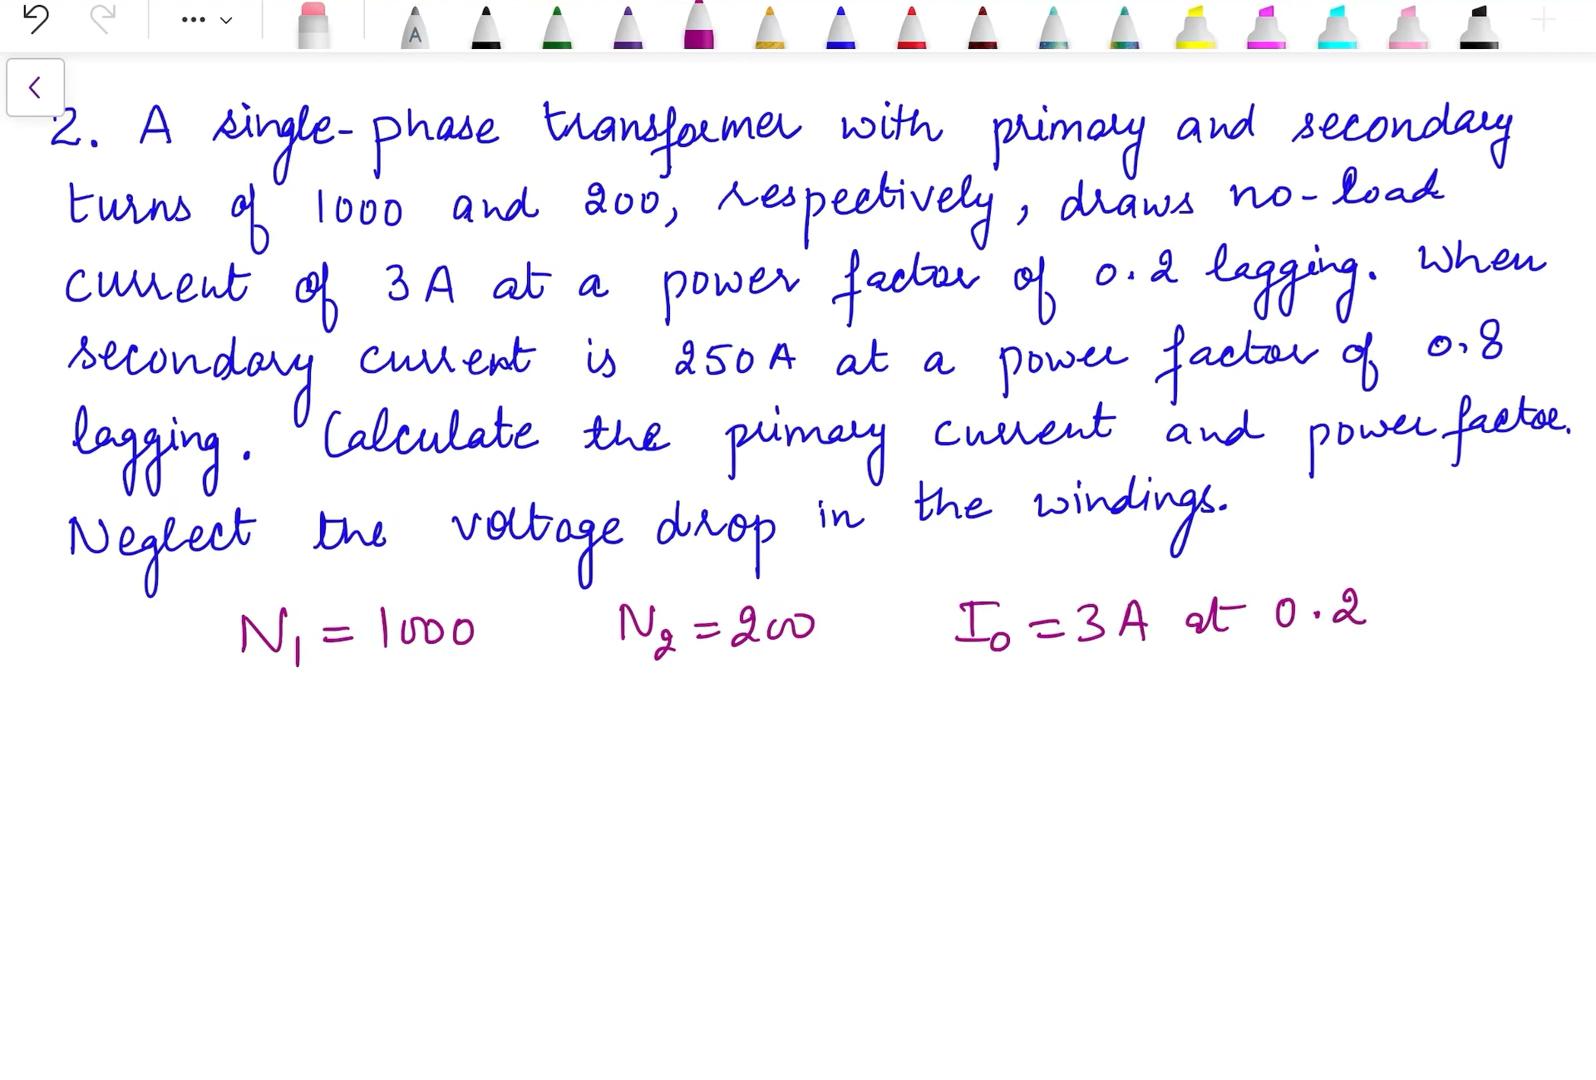 A
2. A single-phase transformer with primary and secondary
turns of 1000 and 200, respectively, draws no-load
current of 3 A at a power factor of 0.2 lagging. When
secondary current is 250 A at a power factor of 0.8
lagging. Calculate the primary current and power factor.
Neglect the voltage drop in the windings.
N₁ = 1000 N₂ = 200 I₀ = 3 A at 0.2